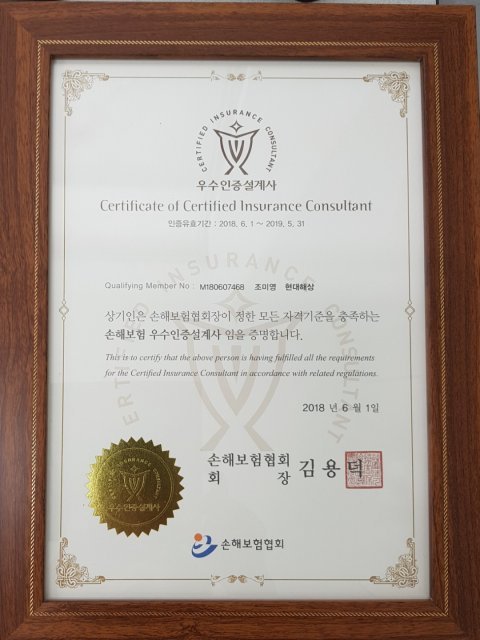 CERTIFIED INSURANCE CONSULTANT
우수인증설계사
Certificate of Certified Insurance Consultant
인증유효기간 : 2018. 6. 1 ~ 2019. 5. 31
Qualifying Member No : M180607468 조미영 현대해상
상기인은 손해보험협회장이 정한 모든 자격기준을 충족하는
손해보험 우수인증설계사 임을 증명합니다.
This is to certify that the above person is having fulfilled all the requirements
for the Certified Insurance Consultant in accordance with related regulations.
2018 년 6 월 1일
손해보험협회
회 장 김용덕
CERTIFIED INSURANCE CONSULTANT
우수인증설계사
손해보험협회